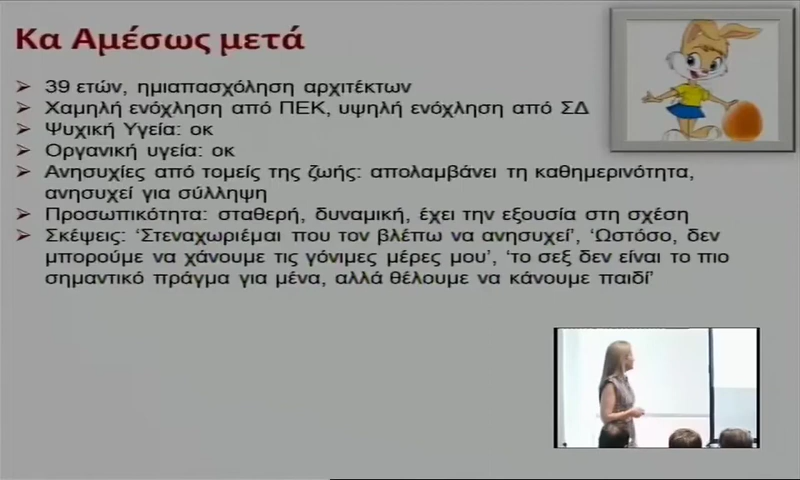 Κα Αμέσως μετά
39 ετών, ημιαπασχόληση αρχιτέκτων
Χαμηλή ενόχληση από ΠΕΚ, υψηλή ενόχληση από ΣΔ
Ψυχική Υγεία: οκ
Οργανική υγεία: οκ
Ανησυχίες από τομείς της ζωής: απολαμβάνει τη καθημερινότητα,
ανησυχεί για σύλληψη
Προσωπικότητα: σταθερή, δυναμική, έχει την εξουσία στη σχέση
Σκέψεις: ‘Στεναχωριέμαι που τον βλέπω να ανησυχεί’, ‘Ωστόσο, δεν
μπορούμε να χάνουμε τις γόνιμες μέρες μου’, ‘το σεξ δεν είναι το πιο
σημαντικό πράγμα για μένα, αλλά θέλουμε να κάνουμε παιδί’